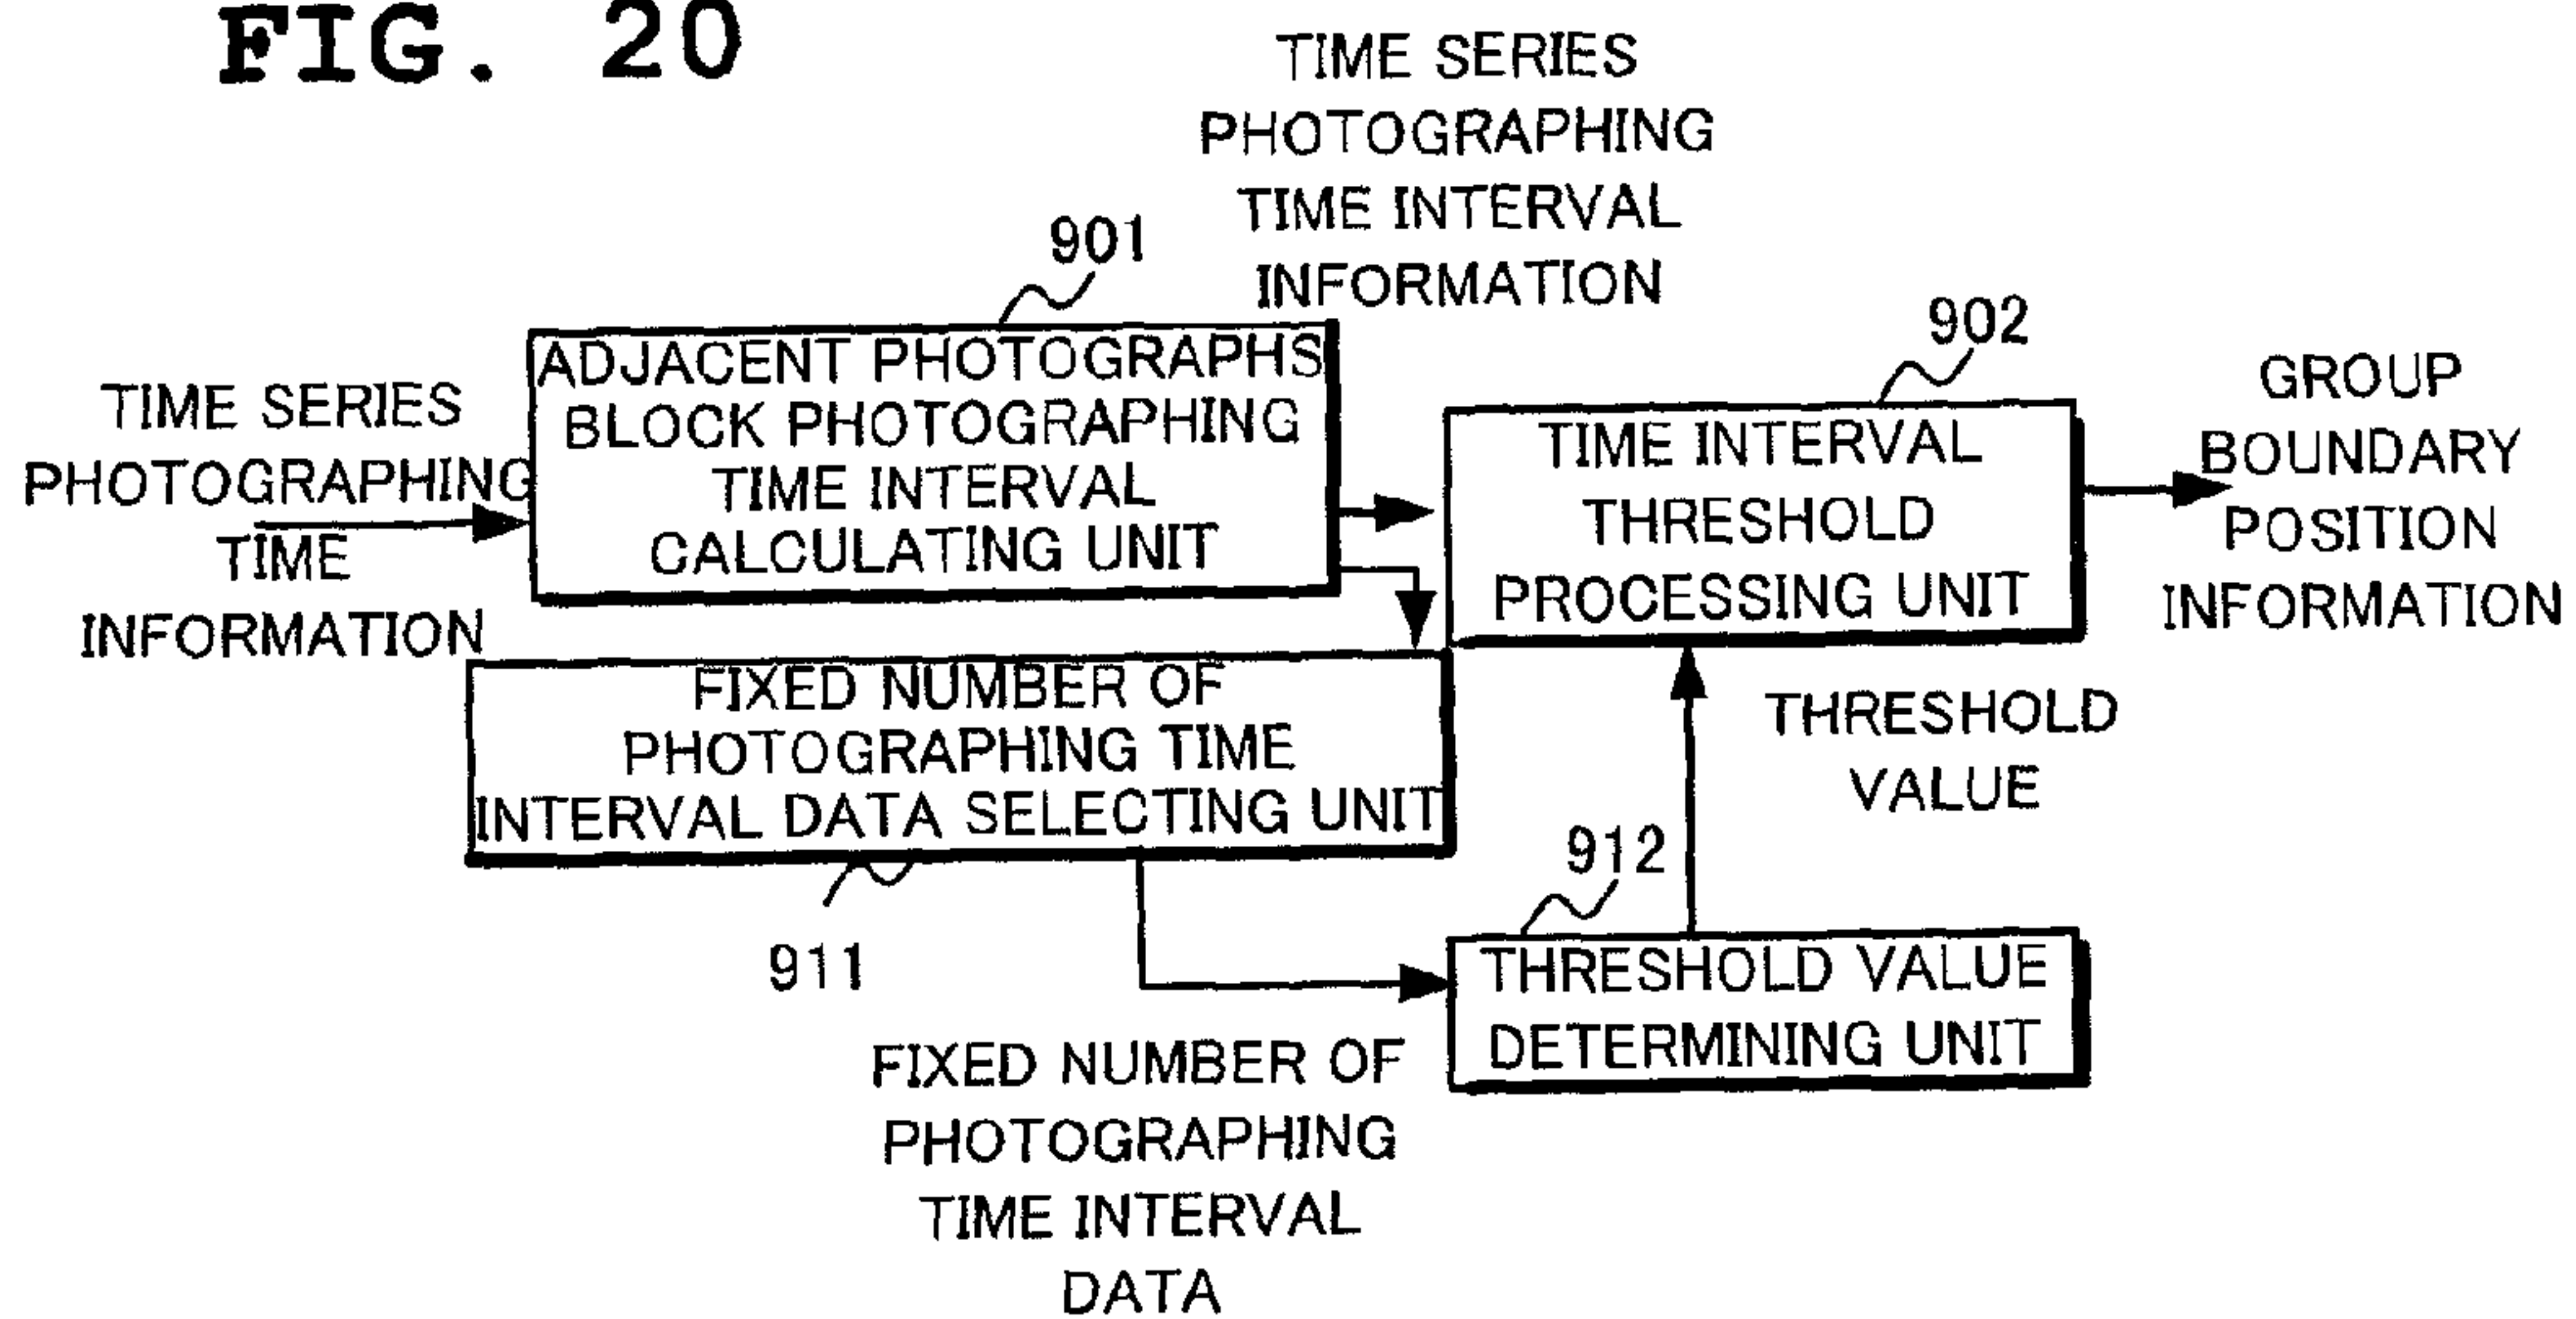 FIG. 20
TIME SERIES
PHOTOGRAPHING
TIME INTERVAL
INFORMATION
901
902
TIME SERIES
PHOTOGRAPHING
TIME
INFORMATION
ADJACENT PHOTOGRAPHS
BLOCK PHOTOGRAPHING
TIME INTERVAL
CALCULATING UNIT
TIME INTERVAL
THRESHOLD
PROCESSING UNIT
GROUP
BOUNDARY
POSITION
INFORMATION
FIXED NUMBER OF
PHOTOGRAPHING TIME
INTERVAL DATA SELECTING UNIT
THRESHOLD
VALUE
911
912
THRESHOLD VALUE
DETERMINING UNIT
FIXED NUMBER OF
PHOTOGRAPHING
TIME INTERVAL
DATA